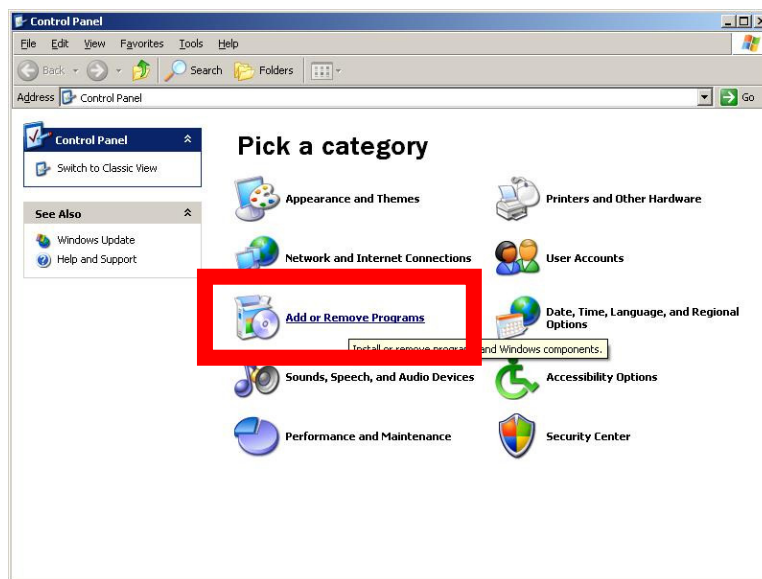 Control Panel
File Edit View Favorites Tools Help
Back Search Folders
Address Control Panel Go
Control Panel
Switch to Classic View
See Also
Windows Update
Help and Support
Pick a category
Appearance and Themes
Printers and Other Hardware
Network and Internet Connections
User Accounts
Add or Remove Programs
Date, Time, Language, and Regional
Options
Install or remove and Windows components.
Sounds, Speech, and Audio Devices
Accessibility Options
Performance and Maintenance
Security Center